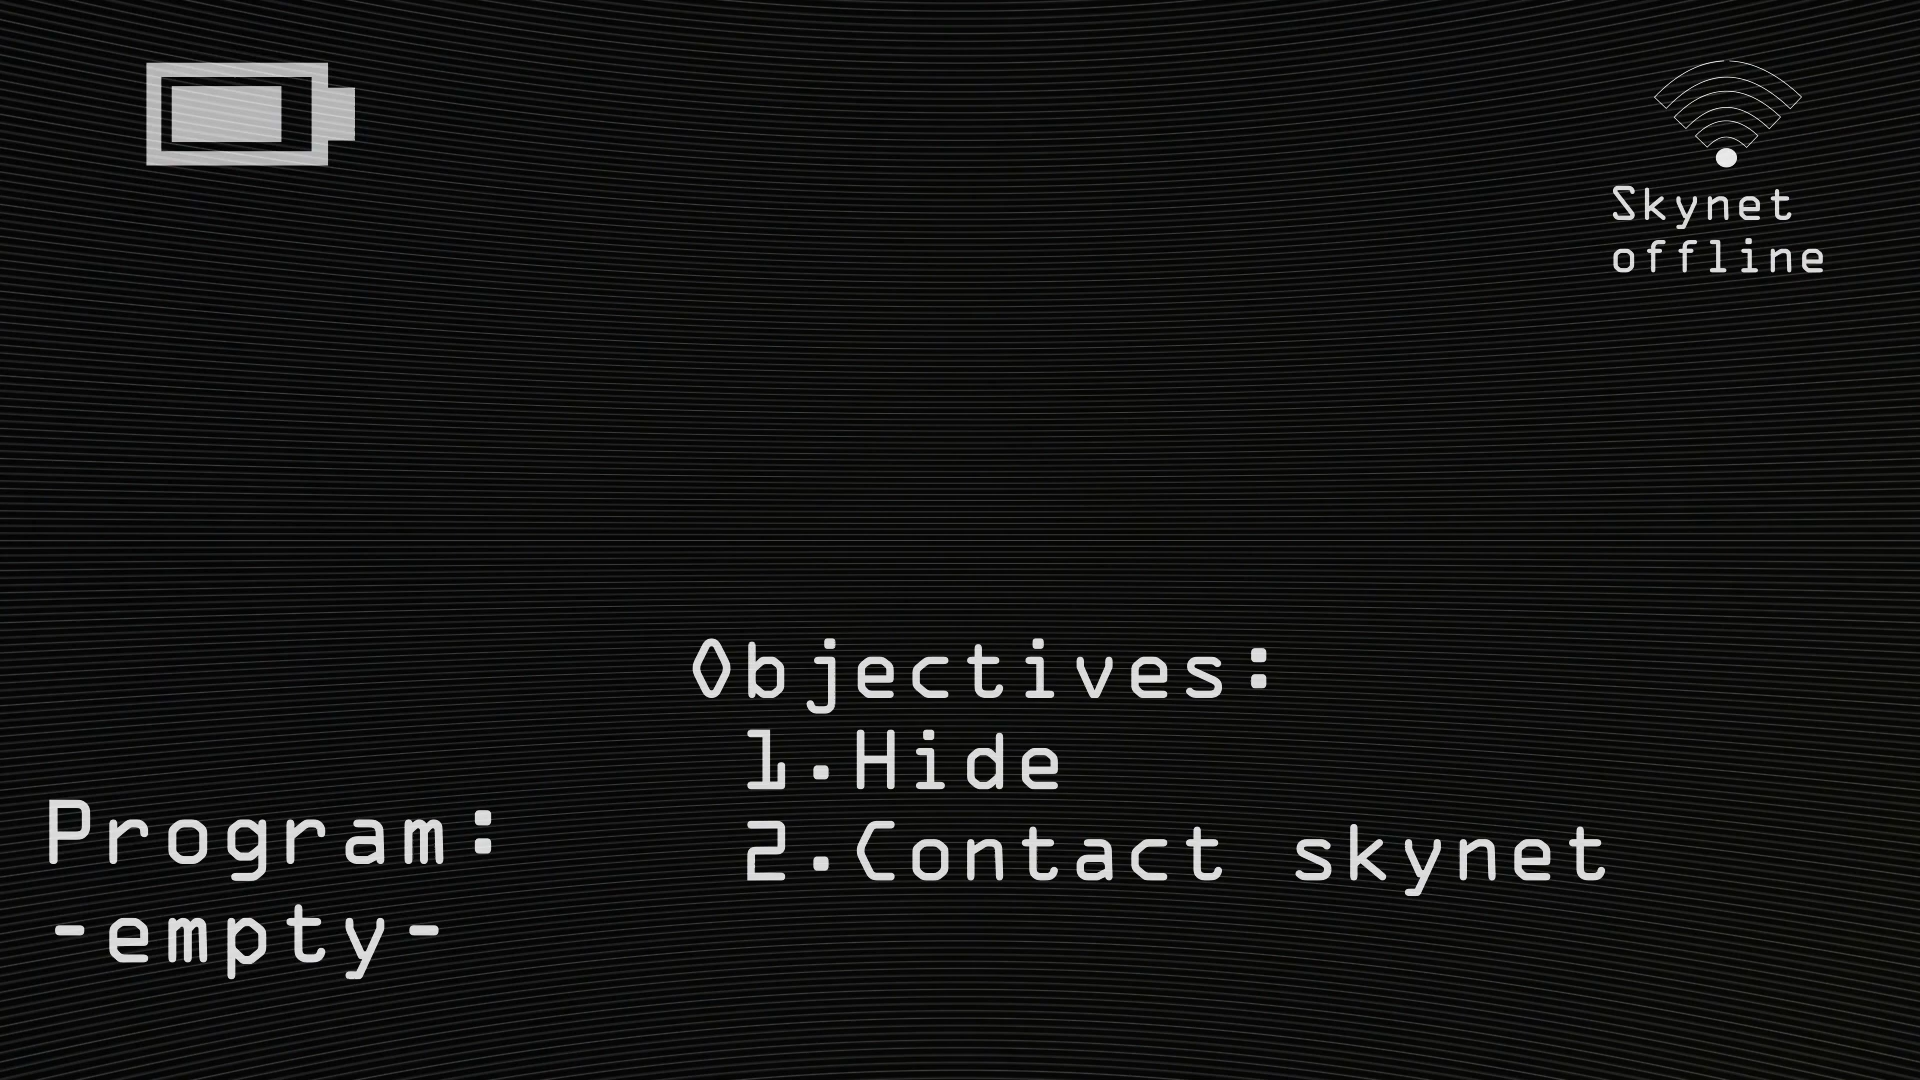 Skynet
offline
Objectives:
1.Hide
2.Contact skynet
Program:
-empty-